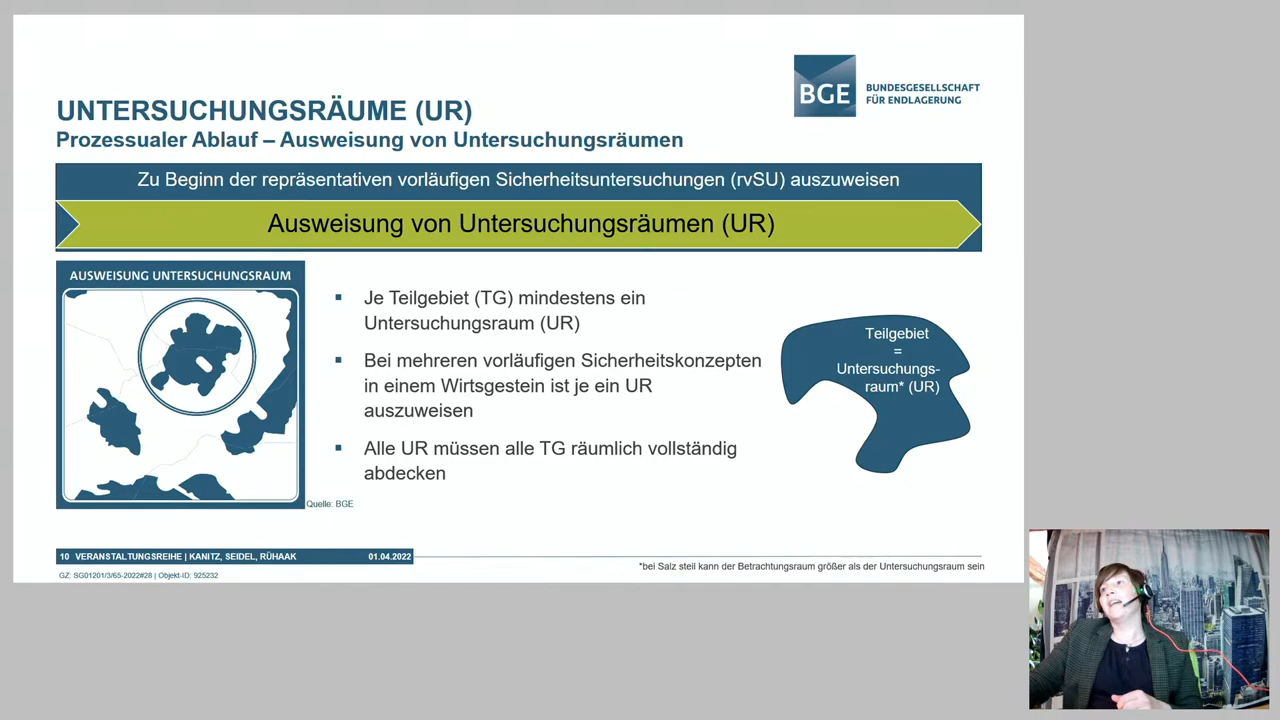 BGE
BUNDESGESELLSCHAFT
FÜR ENDLAGERUNG
UNTERSUCHUNGSRÄUME (UR)
Prozessualer Ablauf – Ausweisung von Untersuchungsräumen
Zu Beginn der repräsentativen vorläufigen Sicherheitsuntersuchungen (rvSU) auszuweisen
Ausweisung von Untersuchungsräumen (UR)
AUSWEISUNG UNTERSUCHUNGSRAUM
Quelle: BGE
▪ Je Teilgebiet (TG) mindestens ein
Untersuchungsraum (UR)
▪ Bei mehreren vorläufigen Sicherheitskonzepten
in einem Wirtsgestein ist je ein UR
auszuweisen
▪ Alle UR müssen alle TG räumlich vollständig
abdecken
Teilgebiet
=
Untersuchungs-
raum* (UR)
10 VERANSTALTUNGSREIHE | KANITZ, SEIDEL, RÜHAAK 01.04.2022
GZ: SG01201/3/65-2022#28 | Objekt-ID: 925232
*bei Salz steil kann der Betrachtungsraum größer als der Untersuchungsraum sein